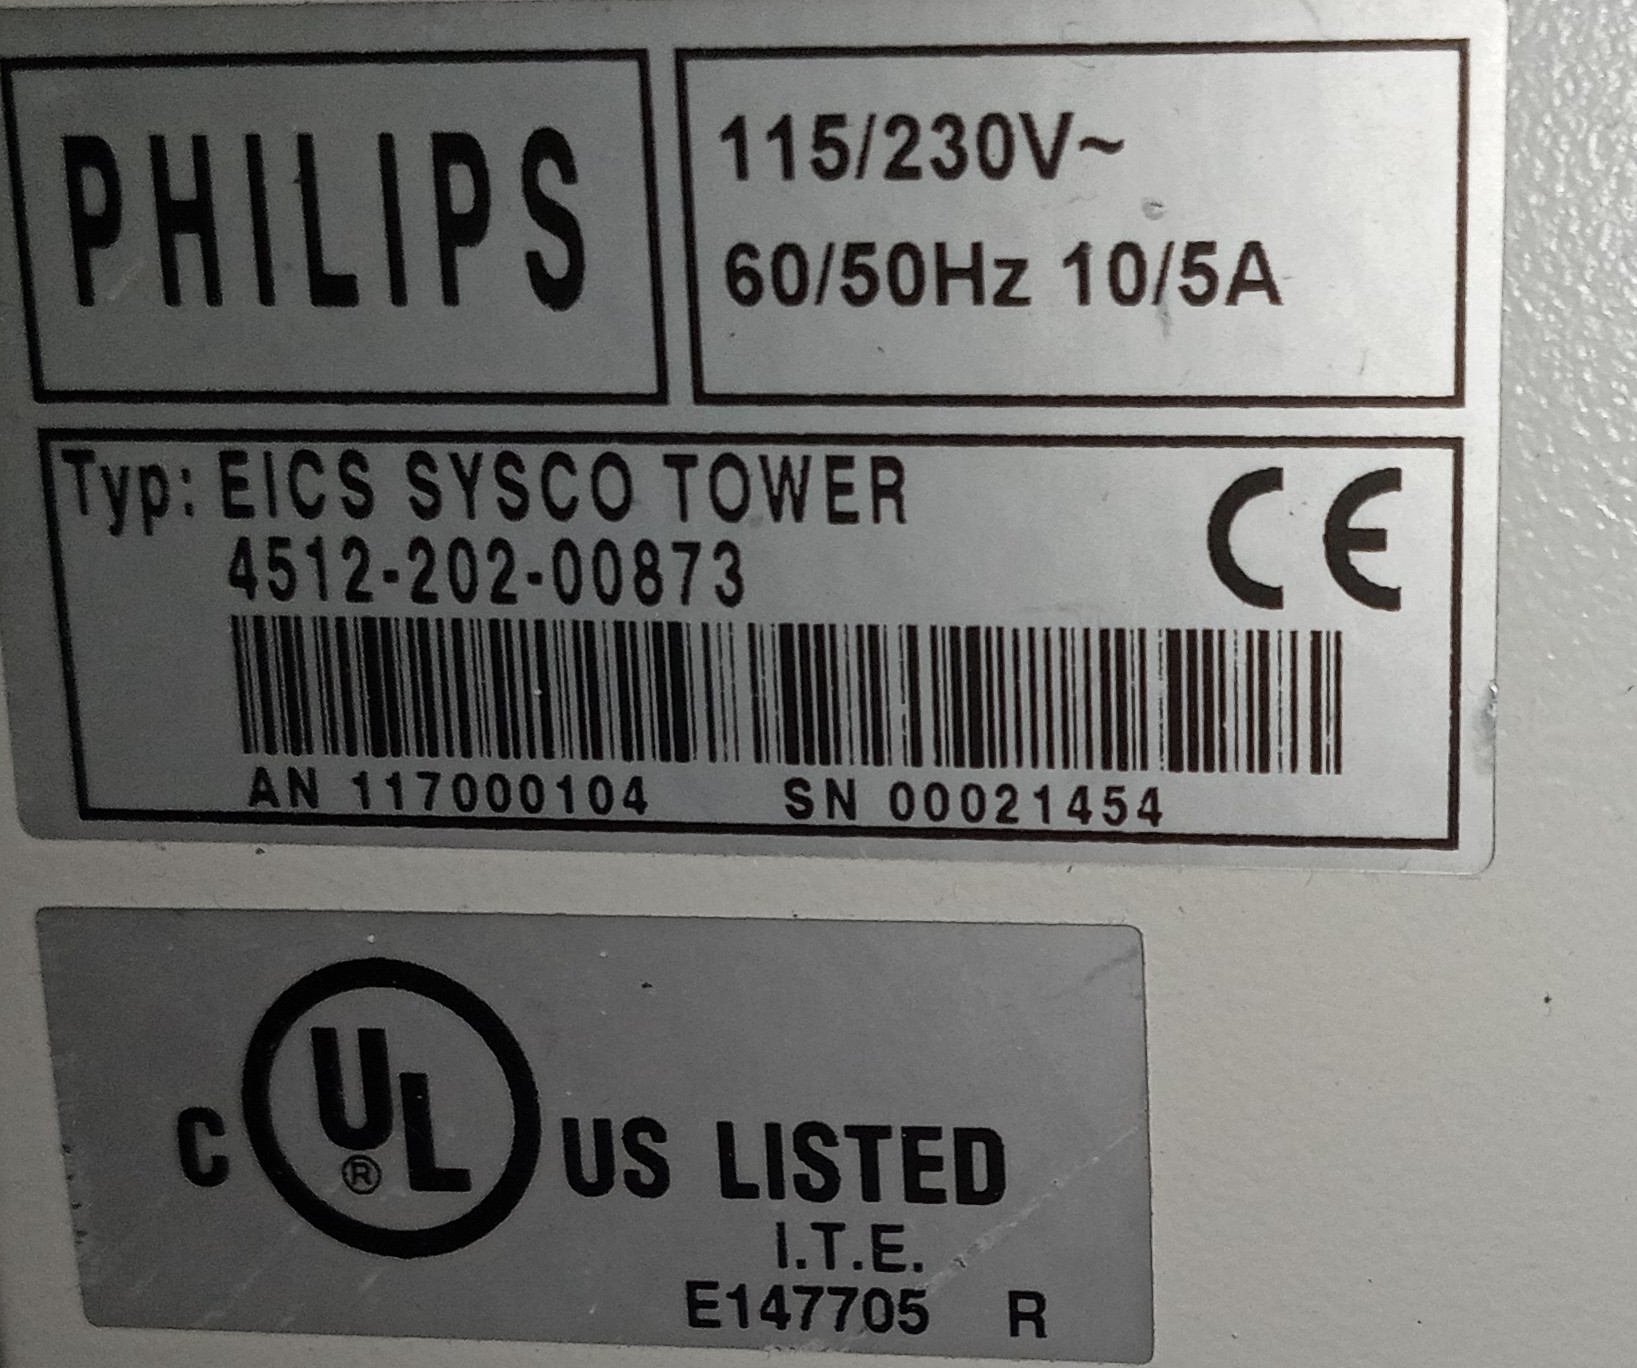 PHILIPS
115/230V~
60/50Hz 10/5A
Typ: EICS SYSCO TOWER
4512-202-00873
CE
AN 117000104 SN 00021454
C UL® US LISTED
I.T.E.
E147705 R